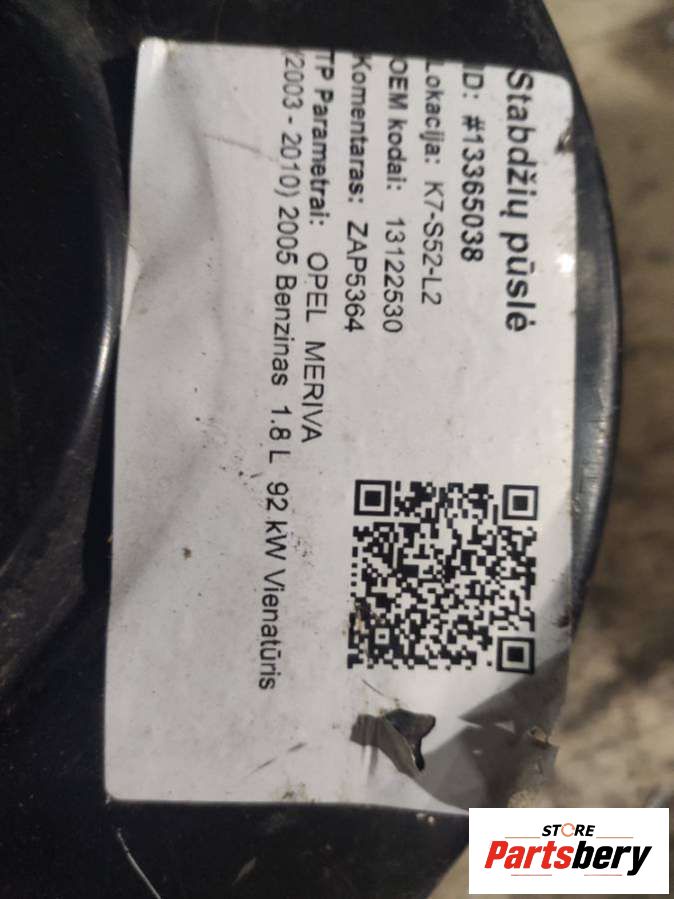 Stabdžių pūslė
ID: #13365038
Lokacija: K7-S52-L2
OEM kodai: 13122530
Komentaras: ZAP5364
TP Parametrai: OPEL MERIVA
(2003 - 2010) 2005 Benzinas 1.8 L 92 kW Vienatūris
STORE
Partsbery